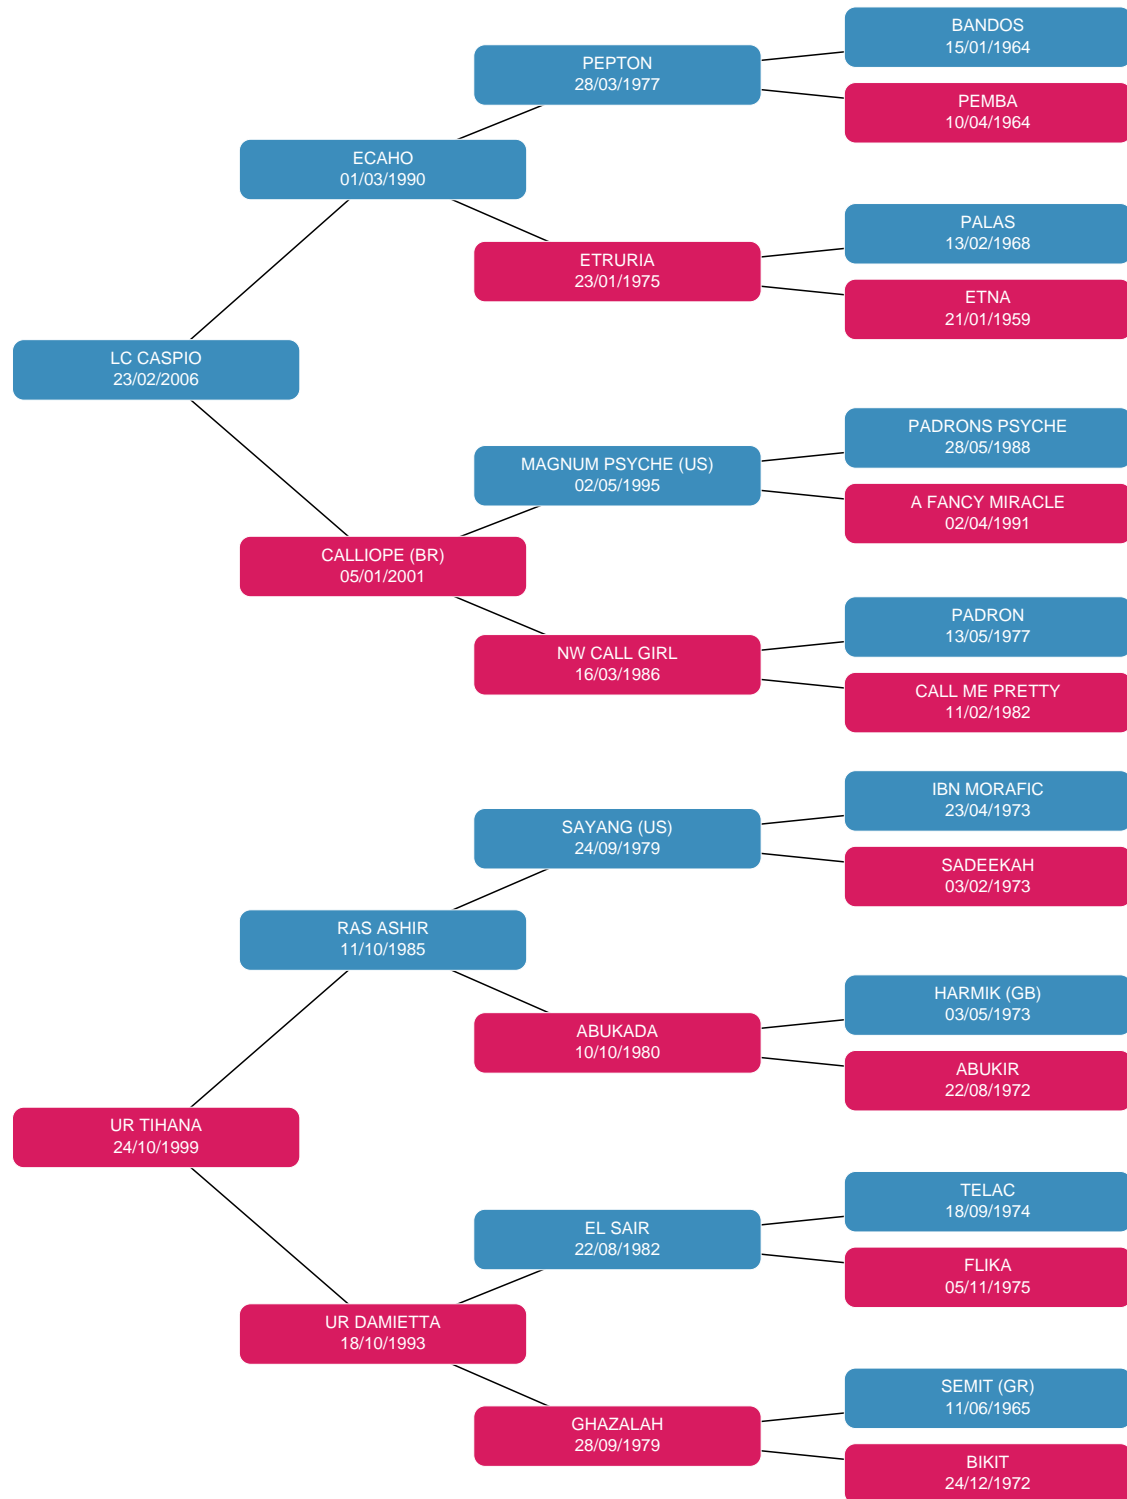 BANDOS
15/01/1964
PEPTON
28/03/1977
PEMBA
10/04/1964
ECAHO
01/03/1990
PALAS
13/02/1968
ETRURIA
23/01/1975
ETNA
21/01/1959
LC CASPIO
23/02/2006
PADRONS PSYCHE
28/05/1988
MAGNUM PSYCHE (US)
02/05/1995
A FANCY MIRACLE
02/04/1991
CALLIOPE (BR)
05/01/2001
PADRON
13/05/1977
NW CALL GIRL
16/03/1986
CALL ME PRETTY
11/02/1982
IBN MORAFIC
23/04/1973
SAYANG (US)
24/09/1979
SADEEKAH
03/02/1973
RAS ASHIR
11/10/1985
HARMIK (GB)
03/05/1973
ABUKADA
10/10/1980
ABUKIR
22/08/1972
UR TIHANA
24/10/1999
TELAC
18/09/1974
EL SAIR
22/08/1982
FLIKA
05/11/1975
UR DAMIETTA
18/10/1993
SEMIT (GR)
11/06/1965
GHAZALAH
28/09/1979
BIKIT
24/12/1972